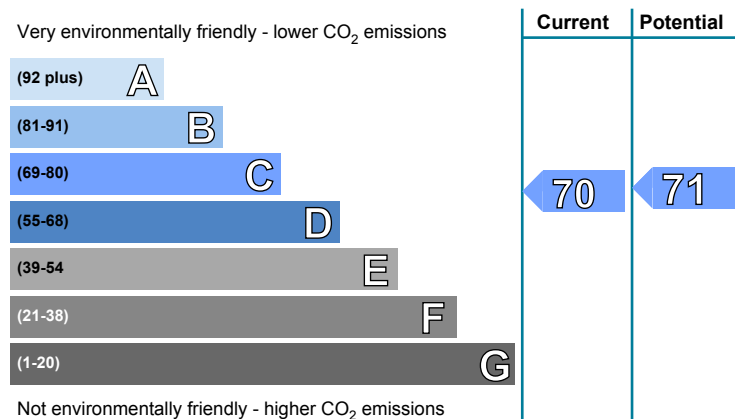 Very environmentally friendly - lower CO₂ emissions
Current
Potential
(92 plus) A
(81-91) B
(69-80) C
(55-68) D
(39-54 E
(21-38) F
(1-20) G
70
71
Not environmentally friendly - higher CO₂ emissions